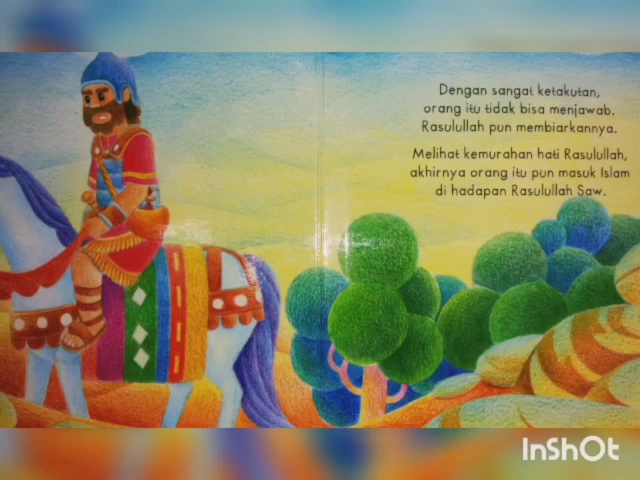 Dengan sangat ketakutan,
orang itu tidak bisa menjawab.
Rasulullah pun membiarkannya.
Melihat kemurahan hati Rasulullah,
akhirnya orang itu pun masuk Islam
di hadapan Rasulullah Saw.
InShOt